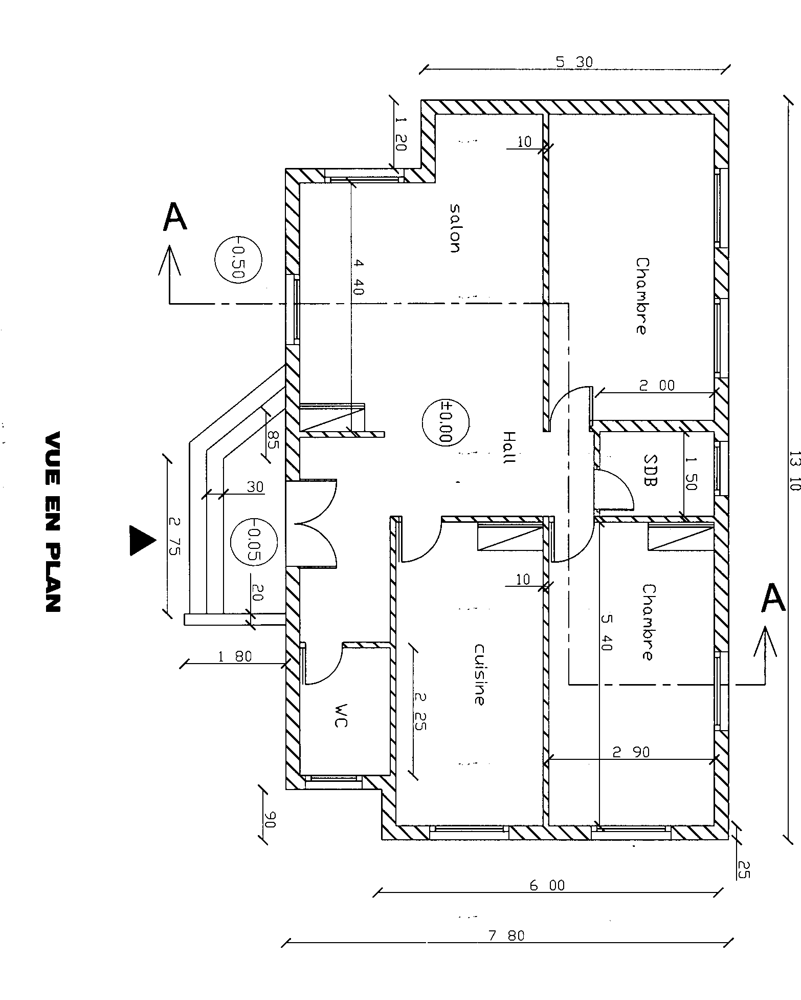 5 30
1 20
10
13 10
A
-0.50
salon
4 40
Chambre
2 00
±0.00
Hall
SDB
1 50
85
30
2 75
-0.05
20
1 80
10
cuisine
Chambre
5 40
A
WC
2 25
2 90
90
25
6 00
7 80
VUE EN PLAN